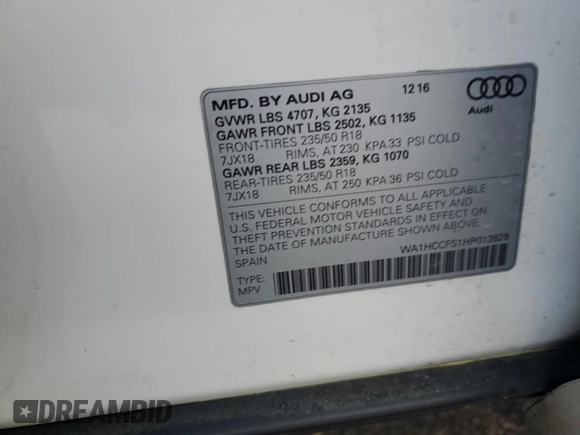 MFD. BY AUDI AG 12 16
GVWR LBS 4707, KG 2135
GAWR FRONT LBS 2502, KG 1135
FRONT-TIRES 235/50 R18
7JX18 RIMS, AT 230 KPA 33 PSI COLD
GAWR REAR LBS 2359, KG 1070
REAR-TIRES 235/50 R18
7JX18 RIMS, AT 250 KPA 36 PSI COLD
THIS VEHICLE CONFORMS TO ALL APPLICABLE
U.S. FEDERAL MOTOR VEHICLE SAFETY AND
THEFT PREVENTION STANDARDS IN EFFECT ON
THE DATE OF MANUFACTURE SHOWN ABOVE.
SPAIN
WA1HCCFS1HR013829
TYPE:
MPV
Audi
DREAMBID